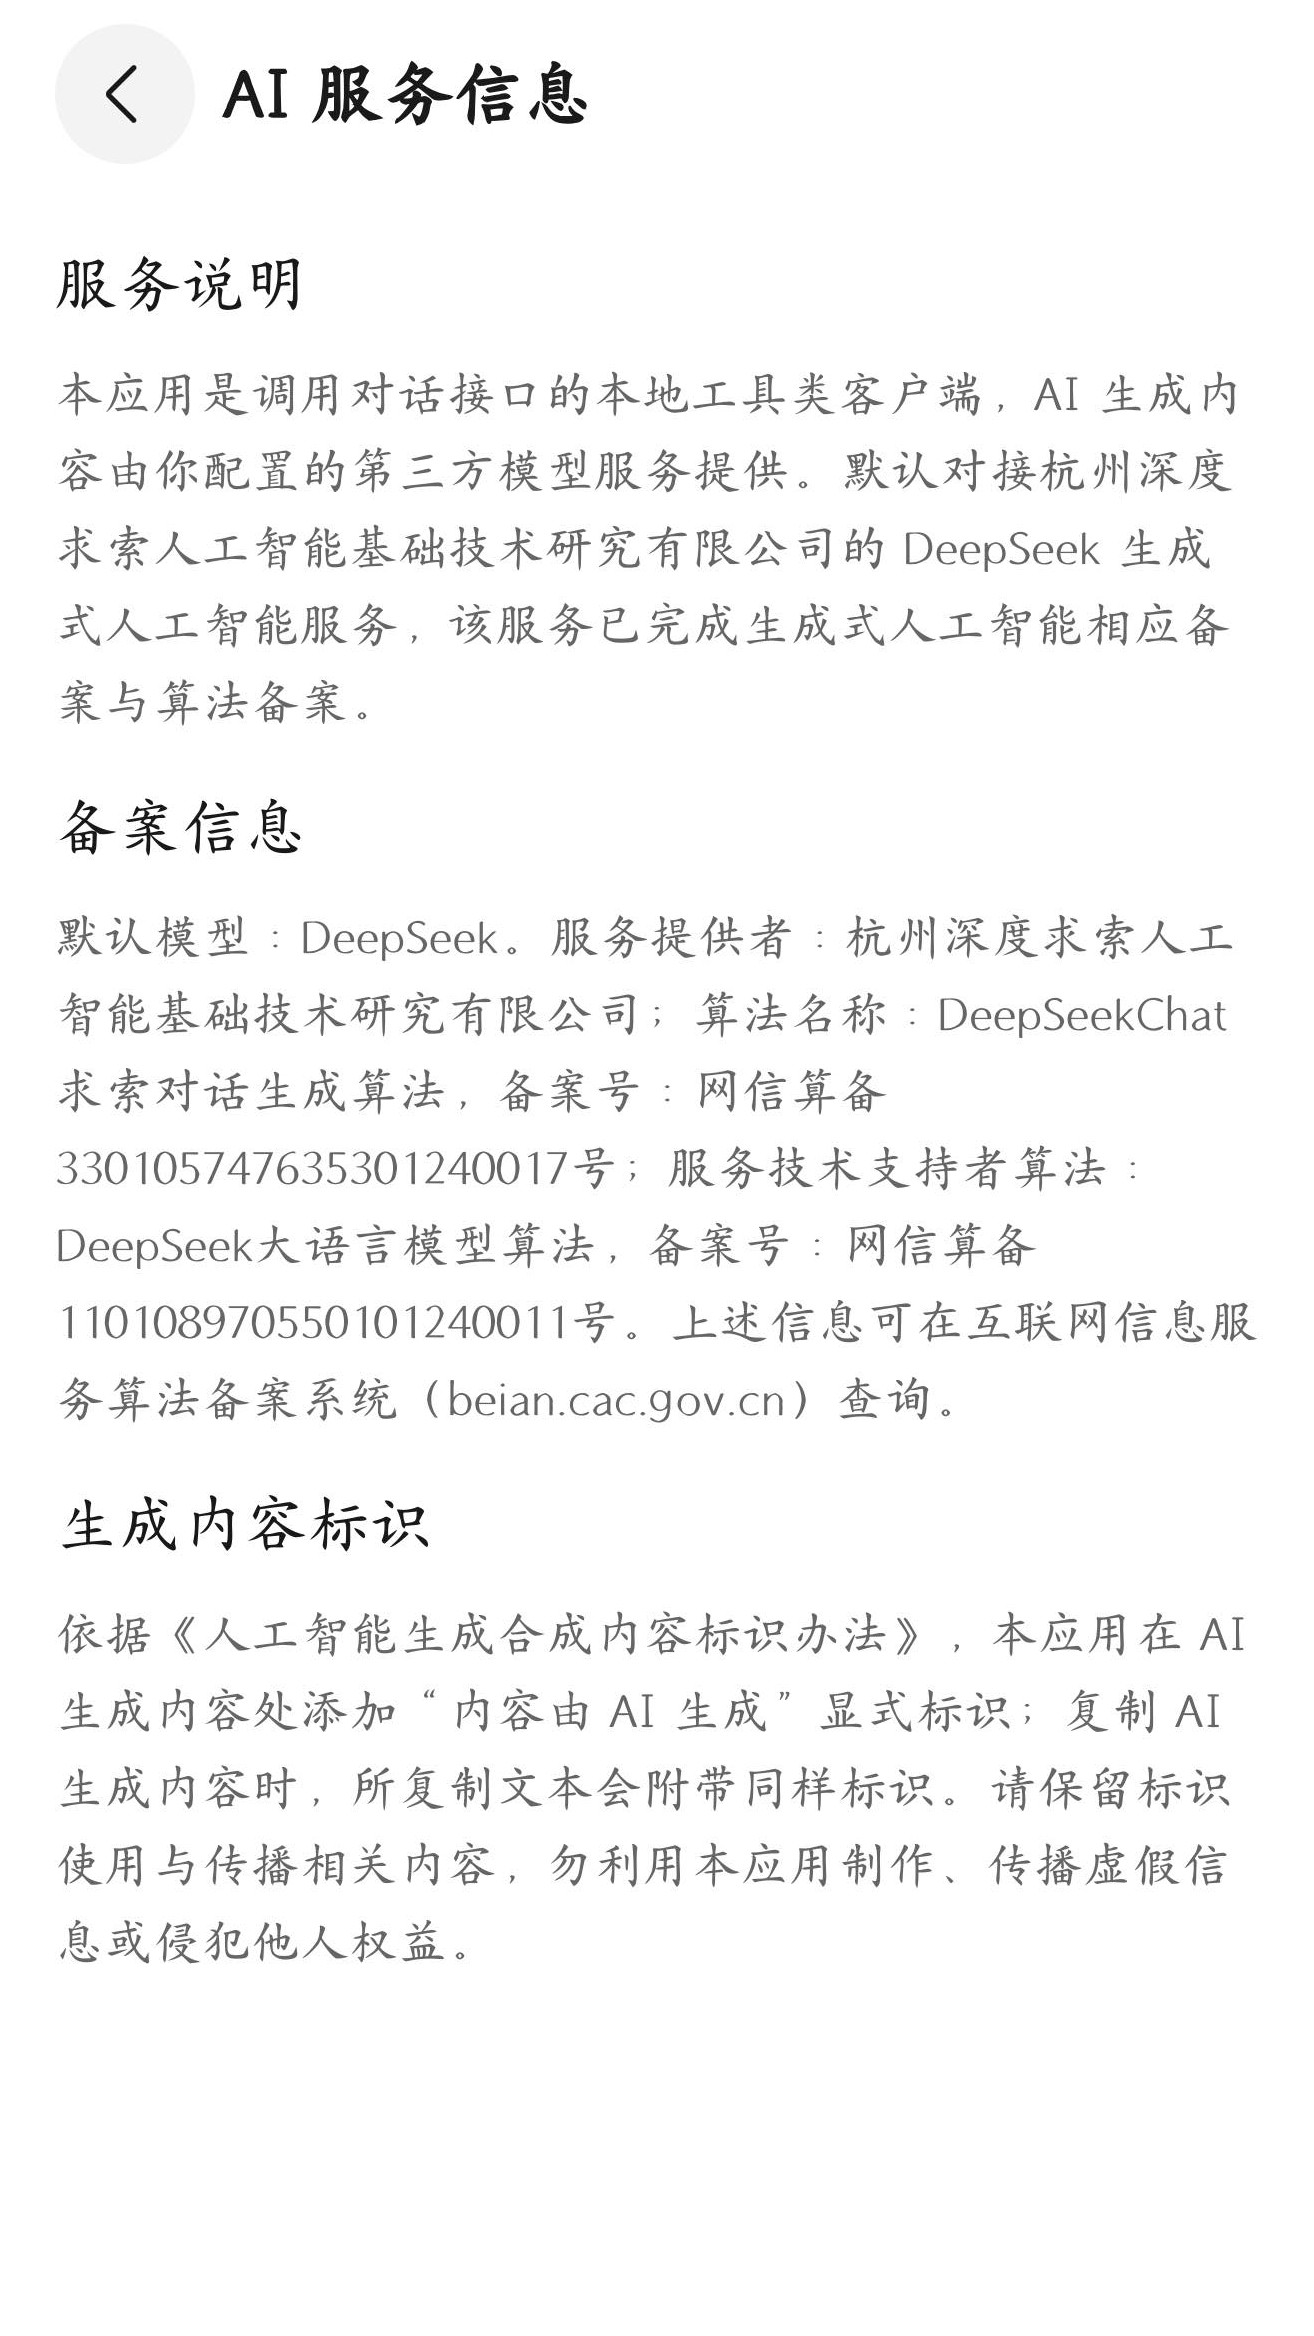 AI 服务信息
服务说明
本应用是调用对话接口的本地工具类客户端，AI 生成内
容由你配置的第三方模型服务提供。默认对接杭州深度
求索人工智能基础技术研究有限公司的 DeepSeek 生成
式人工智能服务，该服务已完成生成式人工智能相应备
案与算法备案。
备案信息
默认模型：DeepSeek。服务提供者：杭州深度求索人工
智能基础技术研究有限公司；算法名称：DeepSeekChat
求索对话生成算法，备案号：网信算备
330105747635301240017号；服务技术支持者算法：
DeepSeek大语言模型算法，备案号：网信算备
110108970550101240011号。上述信息可在互联网信息服
务算法备案系统（beian.cac.gov.cn）查询。
生成内容标识
依据《人工智能生成合成内容标识办法》，本应用在 AI
生成内容处添加“内容由 AI 生成”显式标识；复制 AI
生成内容时，所复制文本会附带同样标识。请保留标识
使用与传播相关内容，勿利用本应用制作、传播虚假信
息或侵犯他人权益。